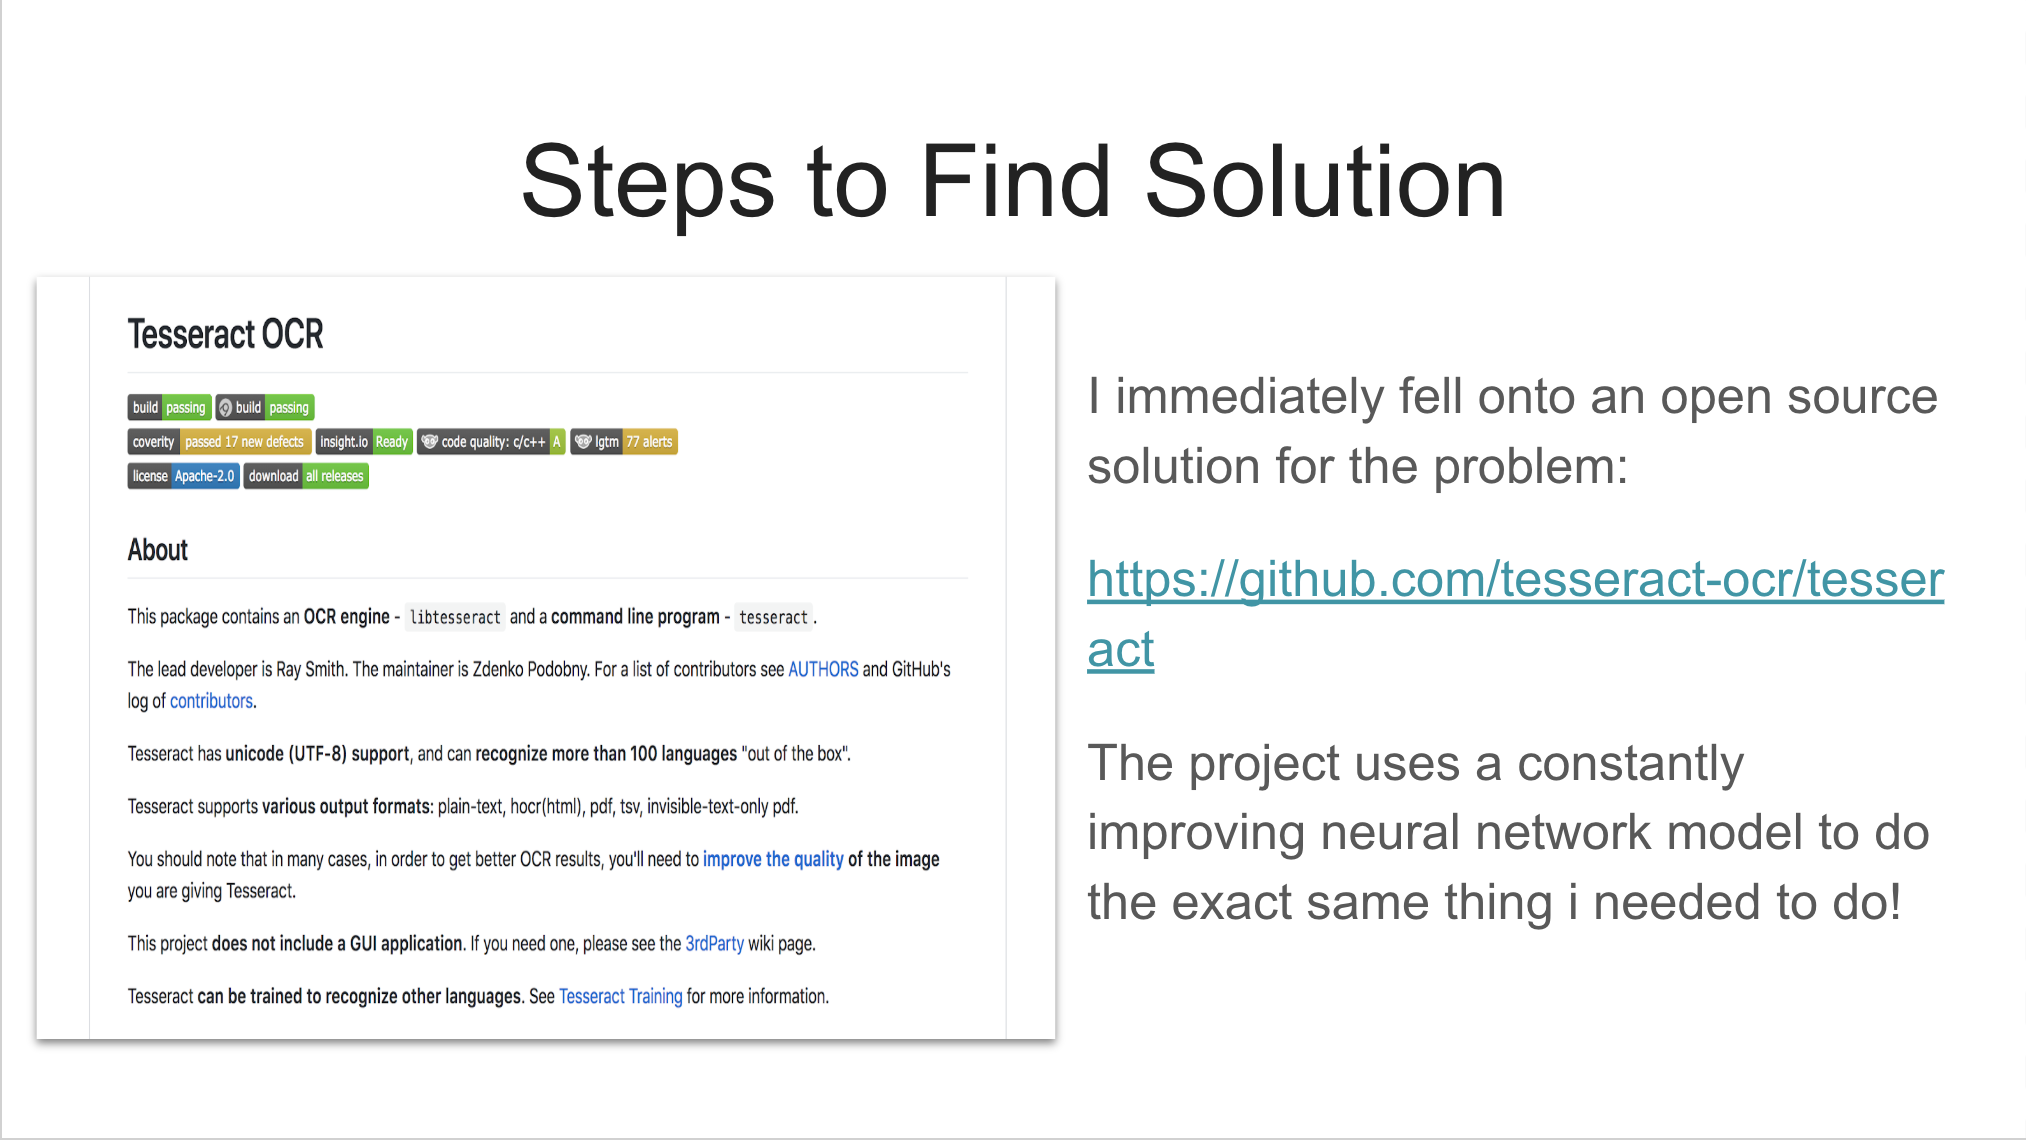 Steps to Find Solution
Tesseract OCR
build passing build passing
coverity passed 17 new defects insight.io Ready code quality: c/c++ A lgtm 77 alerts
license Apache-2.0 download all releases
About
This package contains an OCR engine - libtesseract and a command line program - tesseract.
The lead developer is Ray Smith. The maintainer is Zdenko Podobny. For a list of contributors see AUTHORS and GitHub's
log of contributors.
Tesseract has unicode (UTF-8) support, and can recognize more than 100 languages "out of the box".
Tesseract supports various output formats: plain-text, hocr(html), pdf, tsv, invisible-text-only pdf.
You should note that in many cases, in order to get better OCR results, you'll need to improve the quality of the image
you are giving Tesseract.
This project does not include a GUI application. If you need one, please see the 3rdParty wiki page.
Tesseract can be trained to recognize other languages. See Tesseract Training for more information.
I immediately fell onto an open source
solution for the problem:
https://github.com/tesseract-ocr/tesser
act
The project uses a constantly
improving neural network model to do
the exact same thing i needed to do!